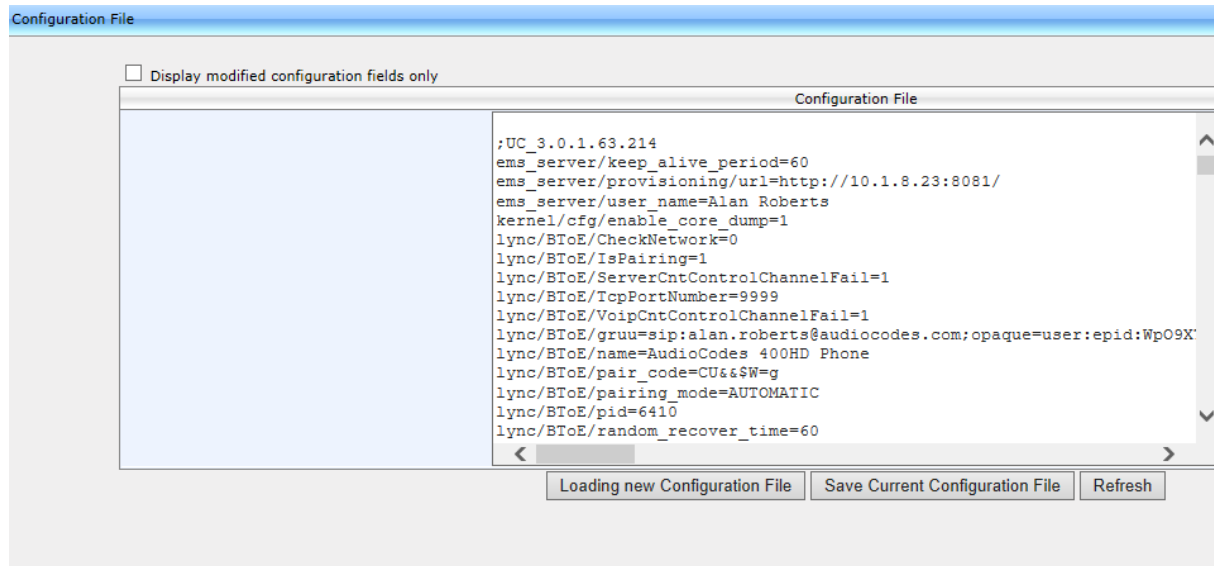 Configuration File
Display modified configuration fields only
Configuration File
;UC_3.0.1.63.214
ems_server/keep_alive_period=60
ems_server/provisioning/url=http://10.1.8.23:8081/
ems_server/user_name=Alan Roberts
kernel/cfg/enable_core_dump=1
lync/BToE/CheckNetwork=0
lync/BToE/IsPairing=1
lync/BToE/ServerCntControlChannelFail=1
lync/BToE/TcpPortNumber=9999
lync/BToE/VoipCntControlChannelFail=1
lync/BToE/gruu=sip:alan.roberts@audiocodes.com;opaque=user:epid:WpO9X
lync/BToE/name=AudioCodes 400HD Phone
lync/BToE/pair_code=CU&&$W=g
lync/BToE/pairing_mode=AUTOMATIC
lync/BToE/pid=6410
lync/BToE/random_recover_time=60
Loading new Configuration File Save Current Configuration File Refresh